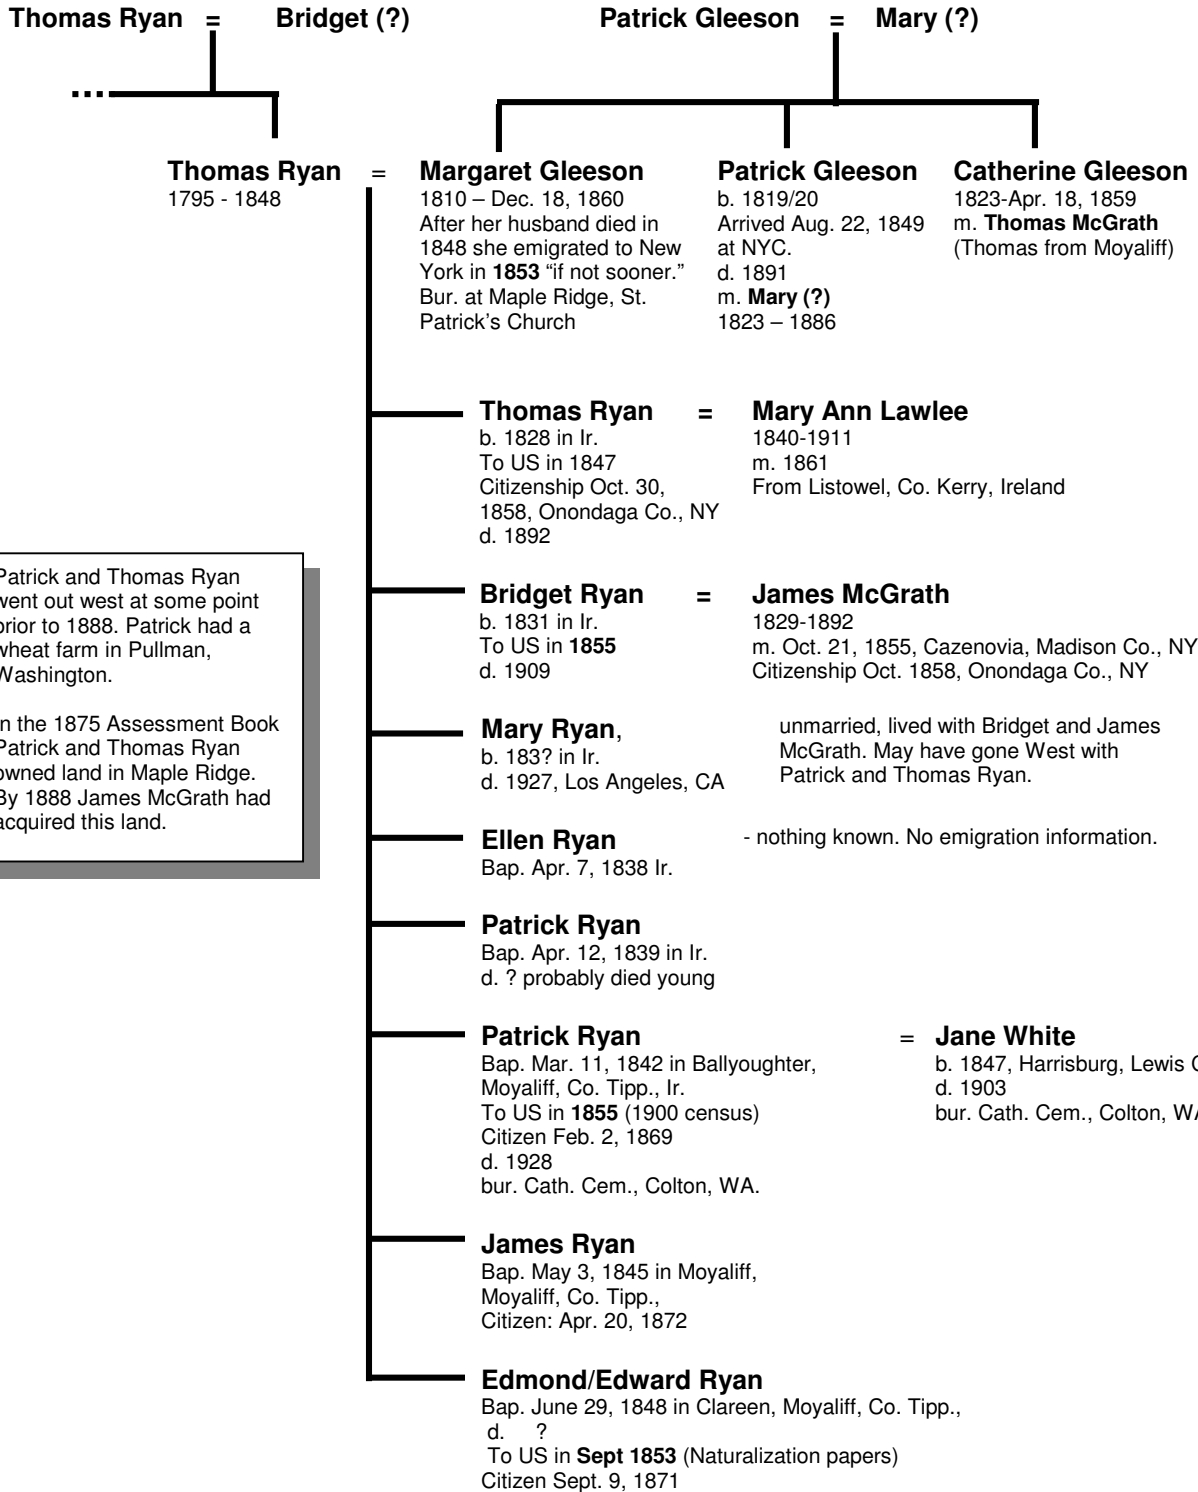 Thomas Ryan = Bridget (?) Patrick Gleeson = Mary (?)
Thomas Ryan =
1795 - 1848
Margaret Gleeson
1810 – Dec. 18, 1860
After her husband died in
1848 she emigrated to New
York in 1853 “if not sooner.”
Bur. at Maple Ridge, St.
Patrick’s Church
Patrick Gleeson
b. 1819/20
Arrived Aug. 22, 1849
at NYC.
d. 1891
m. Mary (?)
1823 – 1886
Catherine Gleeson
1823-Apr. 18, 1859
m. Thomas McGrath
(Thomas from Moyaliff)
Thomas Ryan =
b. 1828 in Ir.
To US in 1847
Citizenship Oct. 30,
1858, Onondaga Co., NY
d. 1892
Mary Ann Lawlee
1840-1911
m. 1861
From Listowel, Co. Kerry, Ireland
Patrick and Thomas Ryan
went out west at some point
prior to 1888. Patrick had a
wheat farm in Pullman,
Washington.
In the 1875 Assessment Book
Patrick and Thomas Ryan
owned land in Maple Ridge.
By 1888 James McGrath had
acquired this land.
Bridget Ryan =
b. 1831 in Ir.
To US in 1855
d. 1909
James McGrath
1829-1892
m. Oct. 21, 1855, Cazenovia, Madison Co., NY
Citizenship Oct. 1858, Onondaga Co., NY
Mary Ryan,
b. 183? in Ir.
d. 1927, Los Angeles, CA
unmarried, lived with Bridget and James
McGrath. May have gone West with
Patrick and Thomas Ryan.
Ellen Ryan
Bap. Apr. 7, 1838 Ir.
- nothing known. No emigration information.
Patrick Ryan
Bap. Apr. 12, 1839 in Ir.
d. ? probably died young
Patrick Ryan =
Bap. Mar. 11, 1842 in Ballyoughter,
Moyaliff, Co. Tipp., Ir.
To US in 1855 (1900 census)
Citizen Feb. 2, 1869
d. 1928
bur. Cath. Cem., Colton, WA.
Jane White
b. 1847, Harrisburg, Lewis
d. 1903
bur. Cath. Cem., Colton, WA
James Ryan
Bap. May 3, 1845 in Moyaliff,
Moyaliff, Co. Tipp.,
Citizen: Apr. 20, 1872
Edmond/Edward Ryan
Bap. June 29, 1848 in Clareen, Moyaliff, Co. Tipp.,
d. ?
To US in Sept 1853 (Naturalization papers)
Citizen Sept. 9, 1871